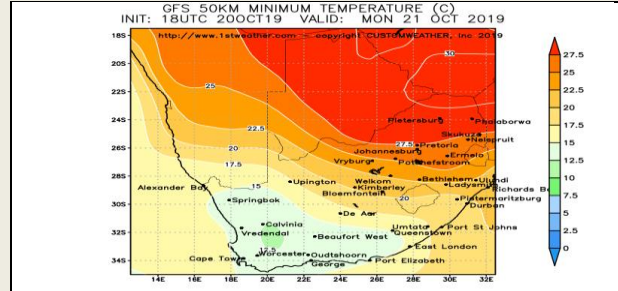 GFS 50KM MINIMUM TEMPERATURE (C)
INIT: 18UTC 20OCT19 VALID: MON 21 OCT 2019
http://www.1stweather.com copyright CUSTOMWEATHER, Inc 2019
18S
20S
22S
24S
26S
28S
30S
32S
34S
14E 16E 18E 20E 22E 24E 26E 28E 30E 32E
30
25
22.5
20
17.5
15
12.5
27.5
20
Pietersburg Phalaborwa
Skukuza
Nelspruit
Pretoria
Johannesburg
Ermelo
Vryburg Potchefstroom
Welkom Bethlehem Ulundi
Upington Kimberley Ladysmith
Alexander Bay Bloemfontein Richards B
Springbok Pietermaritzburg
Durban
De Aar
Calvinia
Vredendal Beaufort West Umtata Port St Johns
Queenstown
East London
Cape Town Worcester Oudtshoorn
George Port Elizabeth
27.5
25
22.5
20
17.5
15
12.5
10
7.5
5
2.5
0